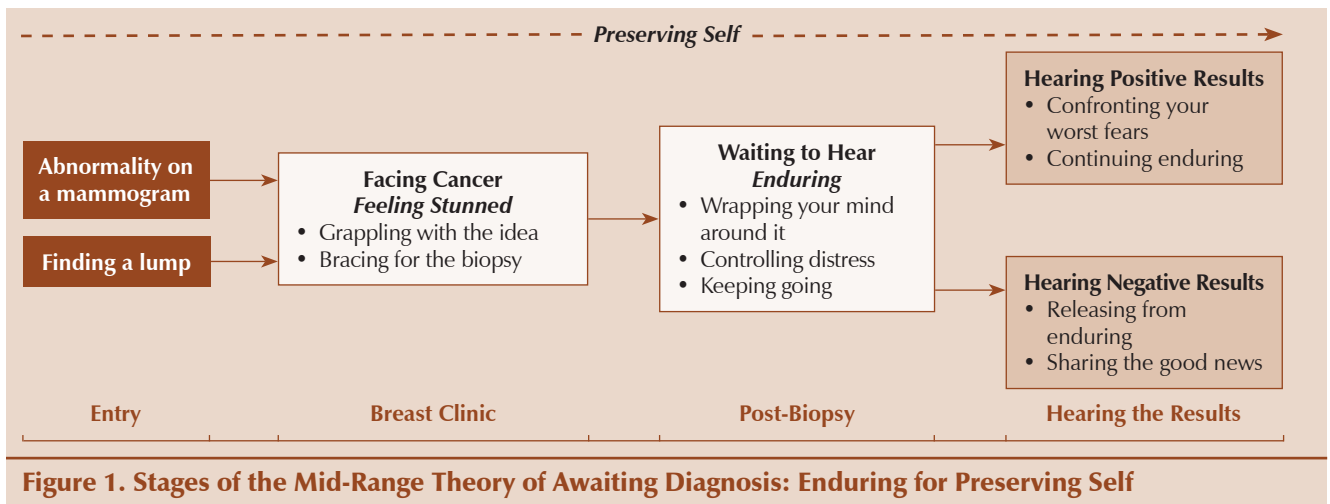 Preserving Self
Abnormality on
a mammogram
Finding a lump
Facing Cancer
Feeling Stunned
• Grappling with the idea
• Bracing for the biopsy
Waiting to Hear
Enduring
• Wrapping your mind
around it
• Controlling distress
• Keeping going
Hearing Positive Results
• Confronting your
worst fears
• Continuing enduring
Hearing Negative Results
• Releasing from
enduring
• Sharing the good news
Entry
Breast Clinic
Post-Biopsy
Hearing the Results
Figure 1. Stages of the Mid-Range Theory of Awaiting Diagnosis: Enduring for Preserving Self